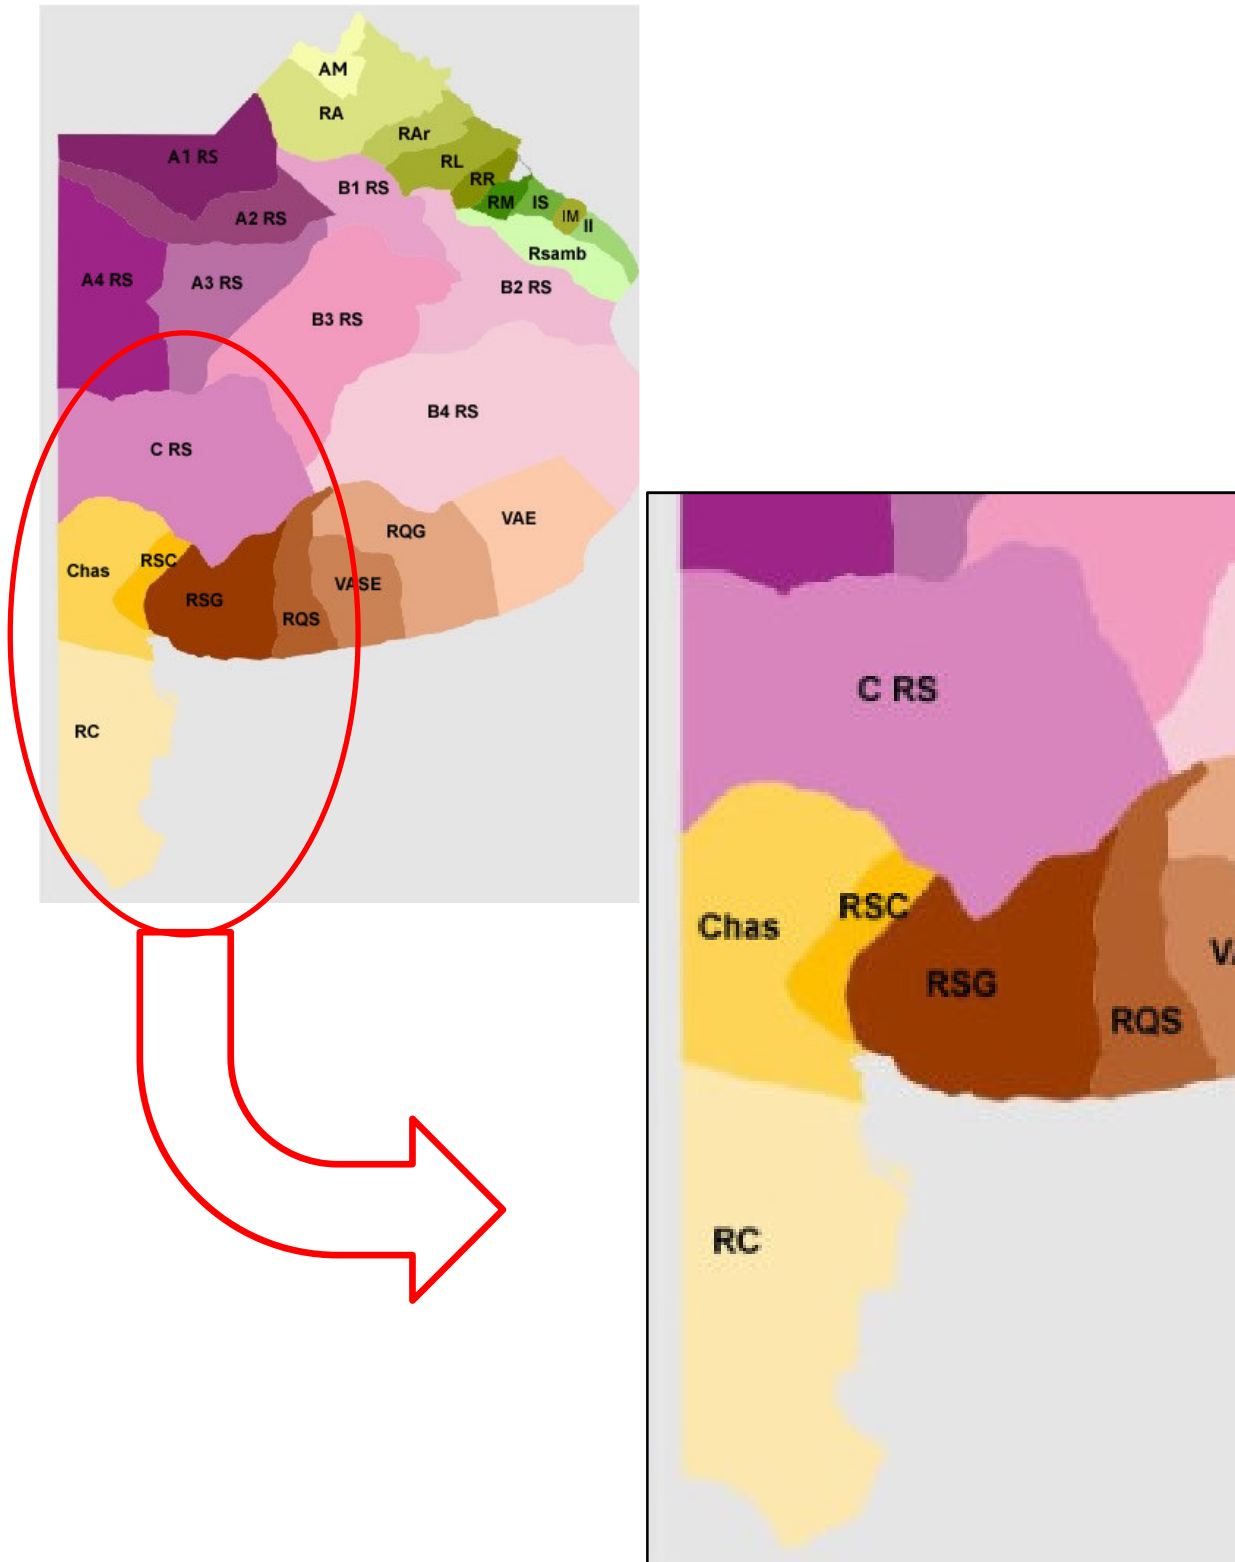 AM
RA
RAr
A1 RS
RL
RR
B1 RS
RM
IS
IM
II
A2 RS
Rsamb
A4 RS
A3 RS
B2 RS
B3 RS
B4 RS
C RS
VAE
RQG
RSC
Chas
VASE
RSG
RQS
RC
C RS
RSC
Chas
VA
RSG
RQS
RC